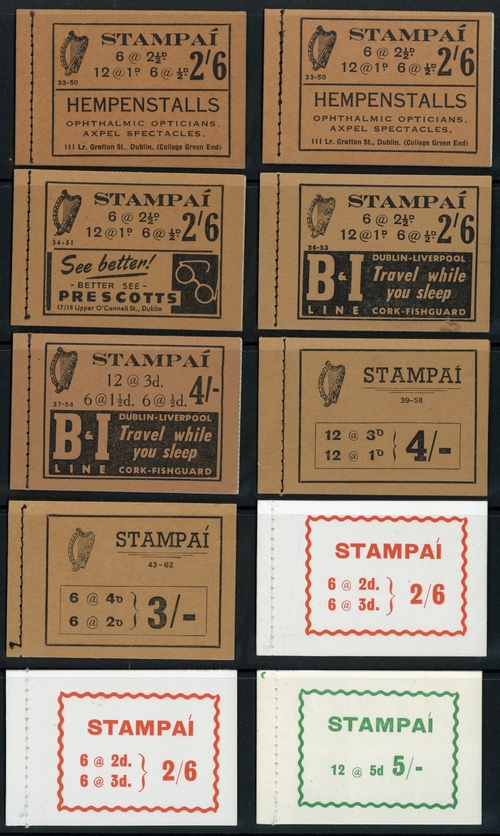 STAMPAÍ
6 @ 2½D.
12 @ 1D 6 @ ½D. 2/6
33-50
HEMPENSTALLS
OPHTHALMIC OPTICIANS.
AXPEL SPECTACLES.
111 Lr. Grafton St., Dublin. (College Green End)
STAMPAÍ
6 @ 2½D.
12 @ 1D 6 @ ½D. 2/6
33-50
HEMPENSTALLS
OPHTHALMIC OPTICIANS.
AXPEL SPECTACLES.
111 Lr. Grafton St., Dublin. (College Green End)
STAMPAÍ
6 @ 2½D.
12 @ 1D 6 @ ½D. 2/6
34-51
See better!
- BETTER SEE -
PRESCOTTS
17/18 Upper O'Connell St., Dublin
STAMPAÍ
6 @ 2½D.
12 @ 1D 6 @ ½D. 2/6
36-53
B&I LINE
DUBLIN-LIVERPOOL
Travel while
you sleep
CORK-FISHGUARD
STAMPAÍ
12 @ 3d.
6 @ 1½d. 6 @ ½d. 4/-
37-54
B&I LINE
DUBLIN-LIVERPOOL
Travel while
you sleep
CORK-FISHGUARD
STAMPAÍ
39-58
12 @ 3D
12 @ 1D } 4/-
STAMPAÍ
43-62
6 @ 4D
6 @ 2D } 3/-
STAMPAÍ
6 @ 2d.
6 @ 3d. } 2/6
STAMPAÍ
6 @ 2d.
6 @ 3d. } 2/6
STAMPAÍ
12 @ 5d 5/-